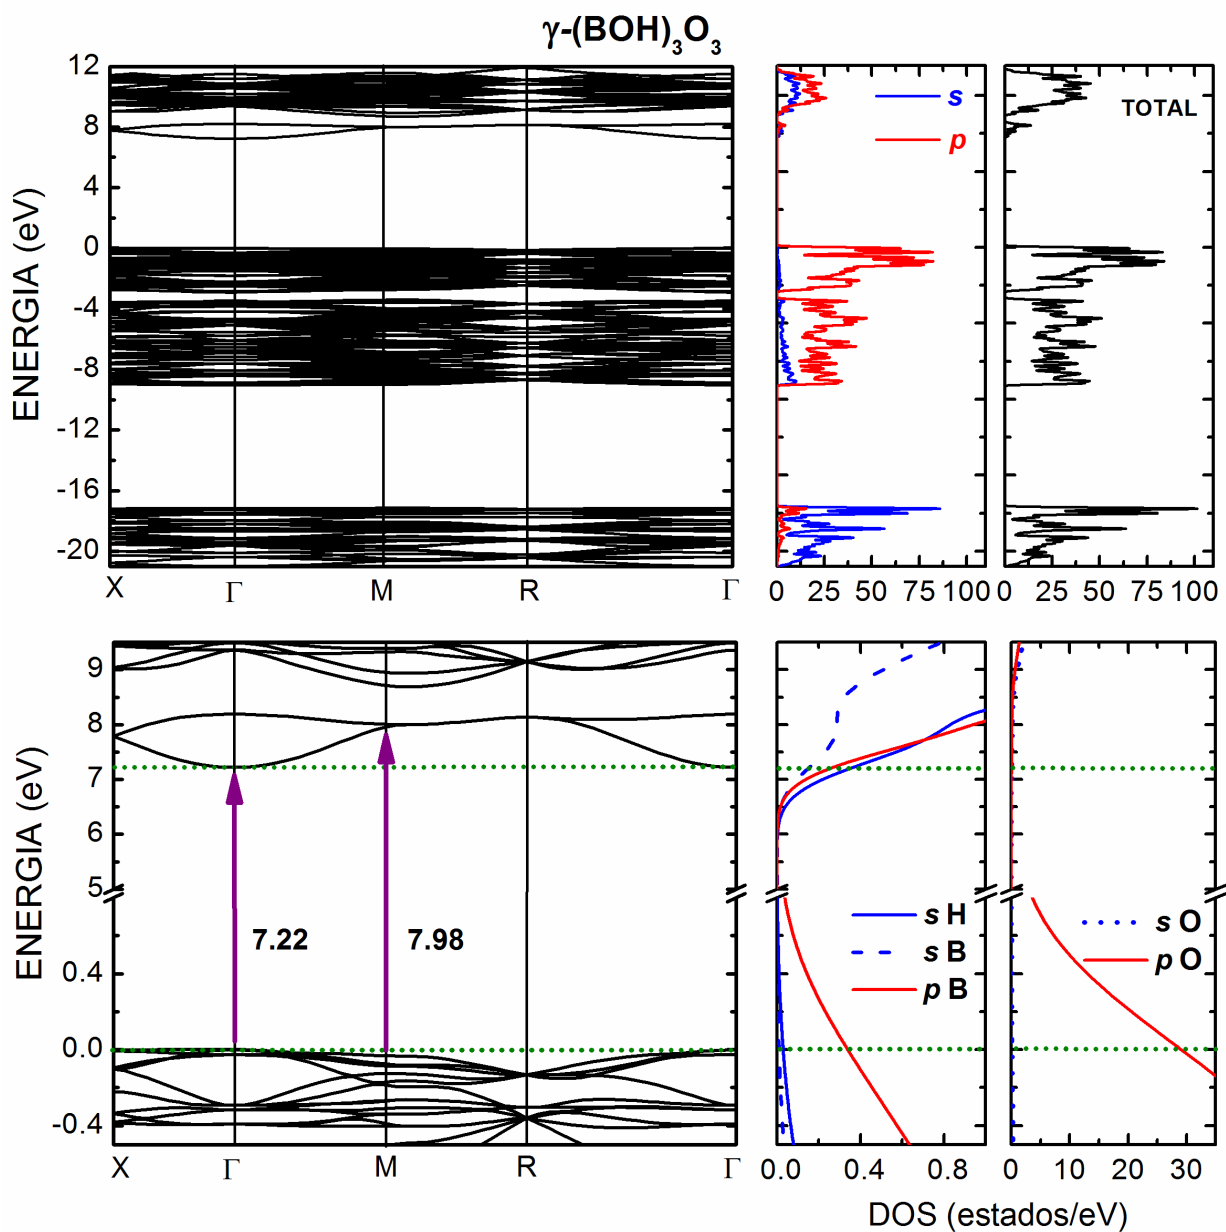 γ-(BOH)₃O₃
ENERGIA (eV)
12
8
4
0
-4
-8
-12
-16
-20
X Γ M R Γ
s
p
0 25 50 75 100
TOTAL
0 25 50 75 100
ENERGIA (eV)
9
8
7
6
5
0.4
0.0
-0.4
7.22
7.98
X Γ M R Γ
s H
s B
p B
0.0 0.4 0.8
s O
p O
0 10 20 30
DOS (estados/eV)